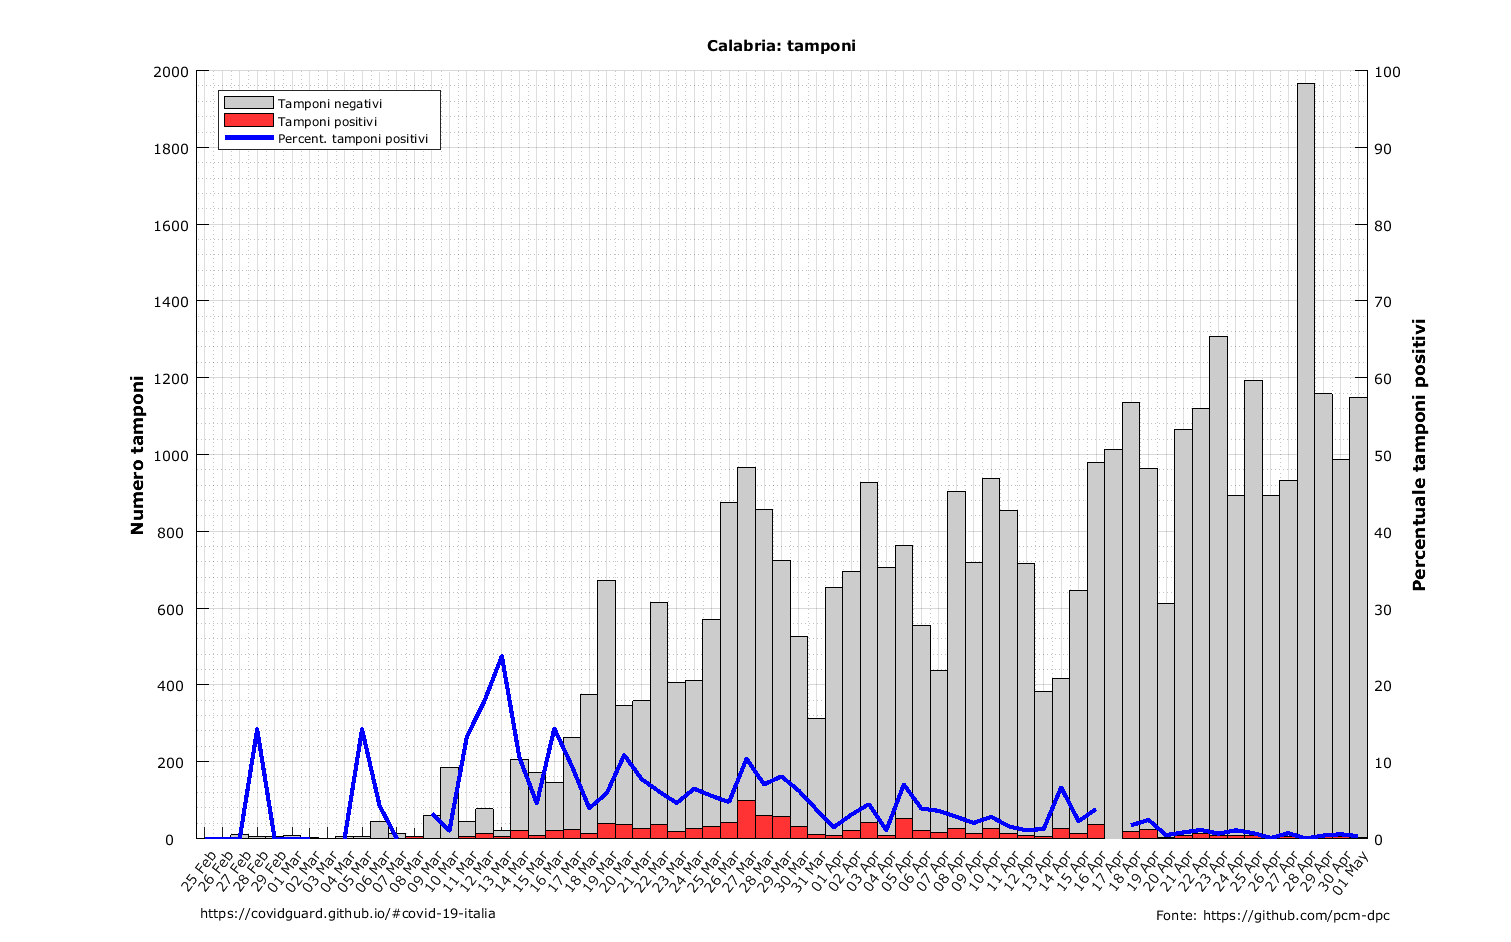 Calabria: tamponi
2000
1800
1600
1400
1200
1000
800
600
400
200
0
Numero tamponi
Tamponi negativi
Tamponi positivi
Percent. tamponi positivi
100
90
80
70
60
50
40
30
20
10
0
Percentuale tamponi positivi
25 Feb
26 Feb
27 Feb
28 Feb
29 Feb
01 Mar
02 Mar
03 Mar
04 Mar
05 Mar
06 Mar
07 Mar
08 Mar
09 Mar
10 Mar
11 Mar
12 Mar
13 Mar
14 Mar
15 Mar
16 Mar
17 Mar
18 Mar
19 Mar
20 Mar
21 Mar
22 Mar
23 Mar
24 Mar
25 Mar
26 Mar
27 Mar
28 Mar
29 Mar
30 Mar
31 Mar
01 Apr
02 Apr
03 Apr
04 Apr
05 Apr
06 Apr
07 Apr
08 Apr
09 Apr
10 Apr
11 Apr
12 Apr
13 Apr
14 Apr
15 Apr
16 Apr
17 Apr
18 Apr
19 Apr
20 Apr
21 Apr
22 Apr
23 Apr
24 Apr
25 Apr
26 Apr
27 Apr
28 Apr
29 Apr
30 Apr
01 May
https://covidguard.github.io/#covid-19-italia
Fonte: https://github.com/pcm-dpc